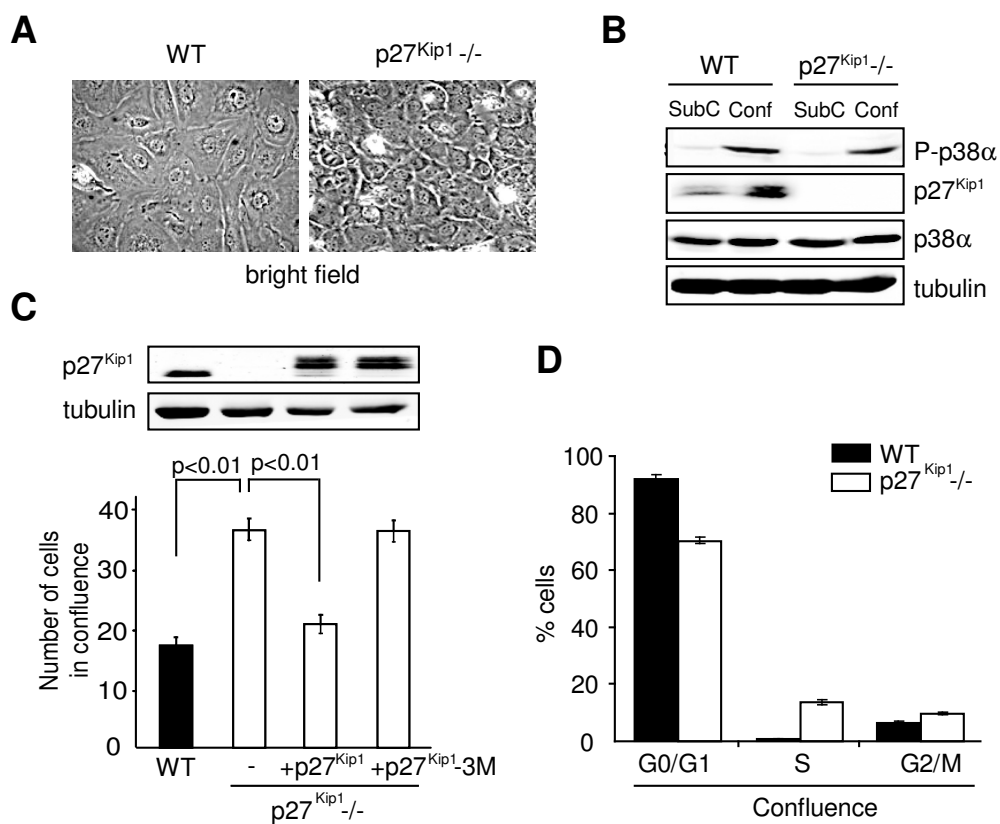 A
WT p27Kip1 -/-
bright field
B
WT p27Kip1-/-
SubC Conf SubC Conf
P-p38α
p27Kip1
p38α
tubulin
C
p27Kip1
tubulin
p<0.01 p<0.01
Number of cells
in confluence
40
30
20
10
0
WT - +p27Kip1 +p27Kip1-3M
p27Kip1-/-
D
WT
p27Kip1-/-
% cells
100
80
60
40
20
0
G0/G1 S G2/M
Confluence